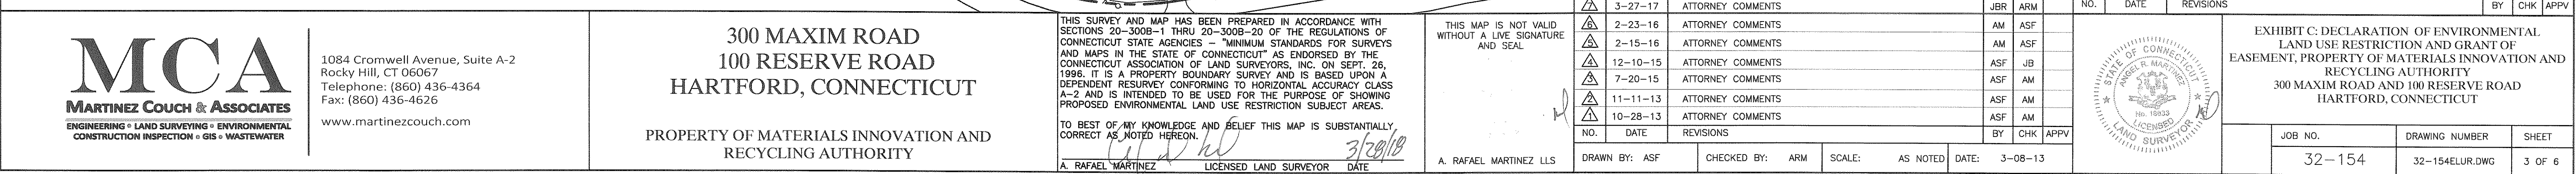 MCA
MARTINEZ COUCH & ASSOCIATES
ENGINEERING • LAND SURVEYING • ENVIRONMENTAL
CONSTRUCTION INSPECTION • GIS • WASTEWATER
1084 Cromwell Avenue, Suite A-2
Rocky Hill, CT 06067
Telephone: (860) 436-4364
Fax: (860) 436-4626
www.martinezcouch.com
300 MAXIM ROAD
100 RESERVE ROAD
HARTFORD, CONNECTICUT
PROPERTY OF MATERIALS INNOVATION AND
RECYCLING AUTHORITY
THIS SURVEY AND MAP HAS BEEN PREPARED IN ACCORDANCE WITH
SECTIONS 20-300B-1 THRU 20-300B-20 OF THE REGULATIONS OF
CONNECTICUT STATE AGENCIES – "MINIMUM STANDARDS FOR SURVEYS
AND MAPS IN THE STATE OF CONNECTICUT" AS ENDORSED BY THE
CONNECTICUT ASSOCIATION OF LAND SURVEYORS, INC. ON SEPT. 26,
1996. IT IS A PROPERTY BOUNDARY SURVEY AND IS BASED UPON A
DEPENDENT RESURVEY CONFORMING TO HORIZONTAL ACCURACY CLASS
A-2 AND IS INTENDED TO BE USED FOR THE PURPOSE OF SHOWING
PROPOSED ENVIRONMENTAL LAND USE RESTRICTION SUBJECT AREAS.
TO BEST OF MY KNOWLEDGE AND BELIEF THIS MAP IS SUBSTANTIALLY
CORRECT AS NOTED HEREON.
3/28/18
A. RAFAEL MARTINEZ LICENSED LAND SURVEYOR DATE
THIS MAP IS NOT VALID
WITHOUT A LIVE SIGNATURE
AND SEAL
A. RAFAEL MARTINEZ LLS
7 3-27-17 ATTORNEY COMMENTS JBR ARM
6 2-23-16 ATTORNEY COMMENTS AM ASF
5 2-15-16 ATTORNEY COMMENTS AM ASF
4 12-10-15 ATTORNEY COMMENTS ASF JB
3 7-20-15 ATTORNEY COMMENTS ASF AM
2 11-11-13 ATTORNEY COMMENTS ASF AM
1 10-28-13 ATTORNEY COMMENTS ASF AM
NO. DATE REVISIONS BY CHK APPV
DRAWN BY: ASF CHECKED BY: ARM SCALE: AS NOTED DATE: 3-08-13
NO. DATE REVISIONS BY CHK APPV
STATE OF CONNECTICUT
ANGEL R. MARTINEZ
No. 18833
LICENSED
LAND SURVEYOR
EXHIBIT C: DECLARATION OF ENVIRONMENTAL
LAND USE RESTRICTION AND GRANT OF
EASEMENT, PROPERTY OF MATERIALS INNOVATION AND
RECYCLING AUTHORITY
300 MAXIM ROAD AND 100 RESERVE ROAD
HARTFORD, CONNECTICUT
JOB NO. DRAWING NUMBER SHEET
32-154 32-154ELUR.DWG 3 OF 6